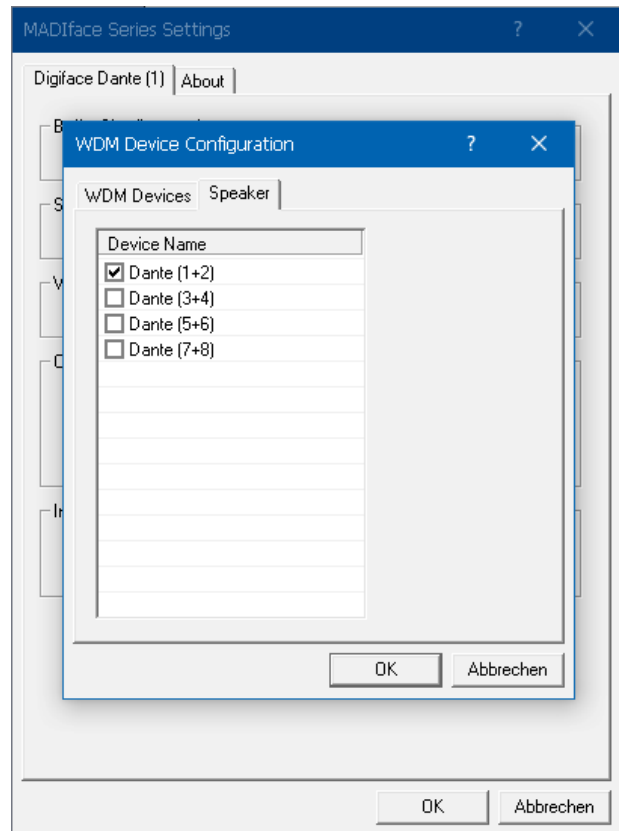 MADIface Series Settings
Digiface Dante (1) About
WDM Device Configuration
WDM Devices Speaker
Device Name
Dante (1+2)
Dante (3+4)
Dante (5+6)
Dante (7+8)
OK Abbrechen
OK Abbrechen